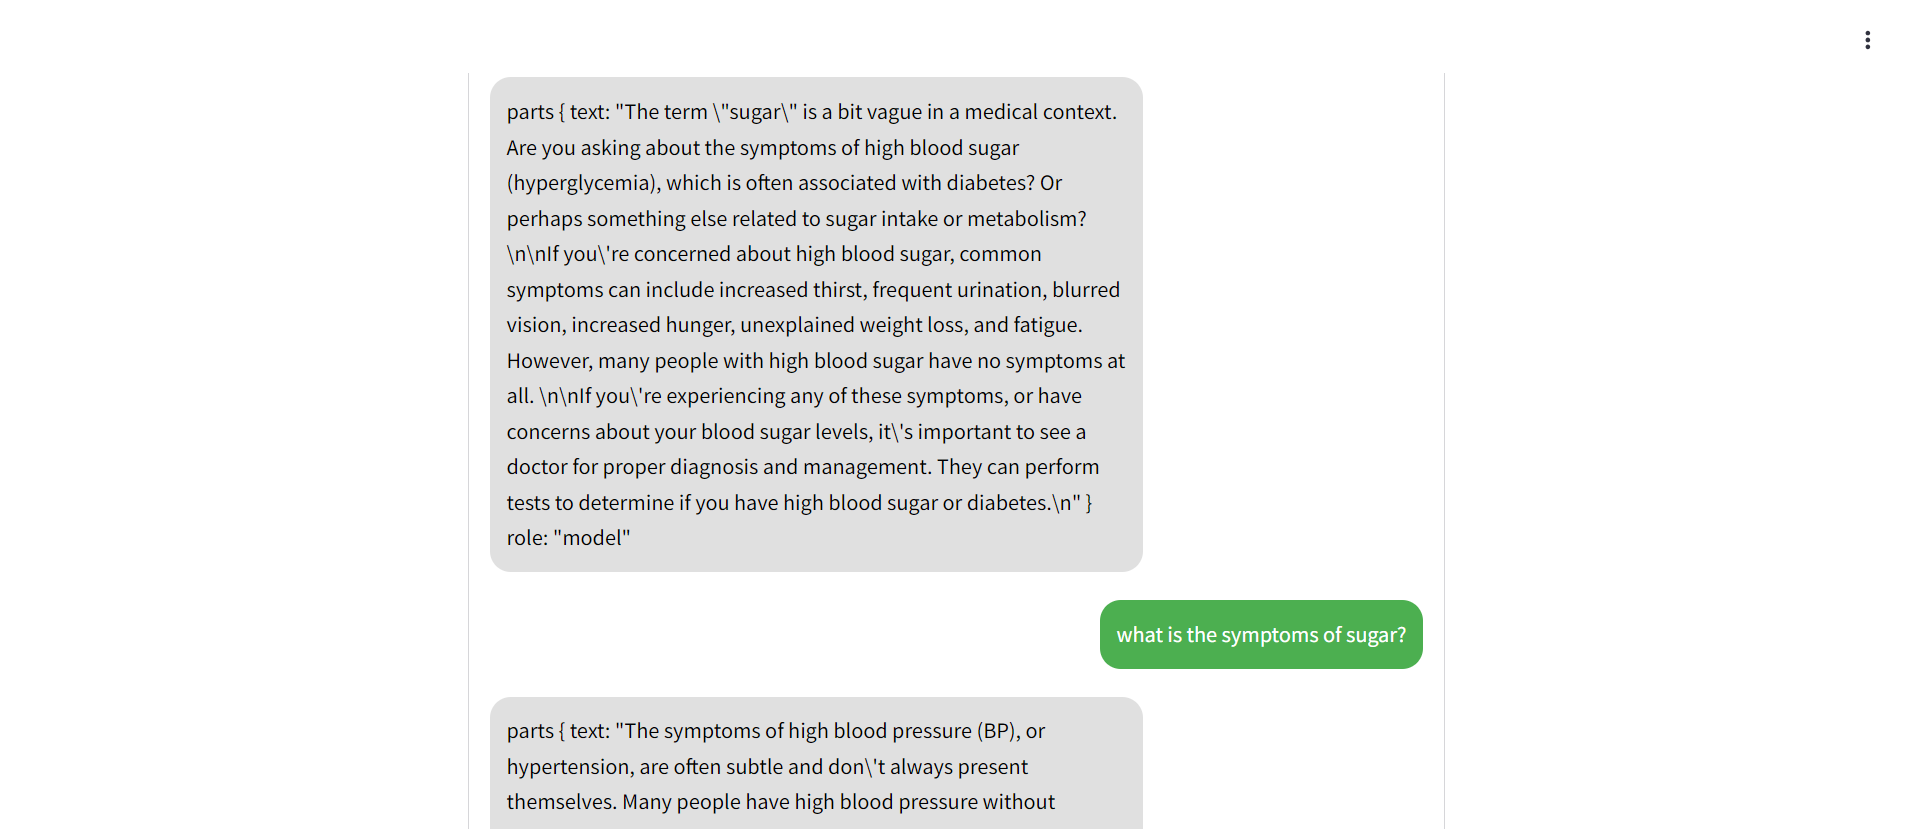 parts { text: "The term \"sugar\" is a bit vague in a medical context.
Are you asking about the symptoms of high blood sugar
(hyperglycemia), which is often associated with diabetes? Or
perhaps something else related to sugar intake or metabolism?
\n\nIf you\'re concerned about high blood sugar, common
symptoms can include increased thirst, frequent urination, blurred
vision, increased hunger, unexplained weight loss, and fatigue.
However, many people with high blood sugar have no symptoms at
all. \n\nIf you\'re experiencing any of these symptoms, or have
concerns about your blood sugar levels, it\'s important to see a
doctor for proper diagnosis and management. They can perform
tests to determine if you have high blood sugar or diabetes.\n" }
role: "model"
what is the symptoms of sugar?
parts { text: "The symptoms of high blood pressure (BP), or
hypertension, are often subtle and don\'t always present
themselves. Many people have high blood pressure without